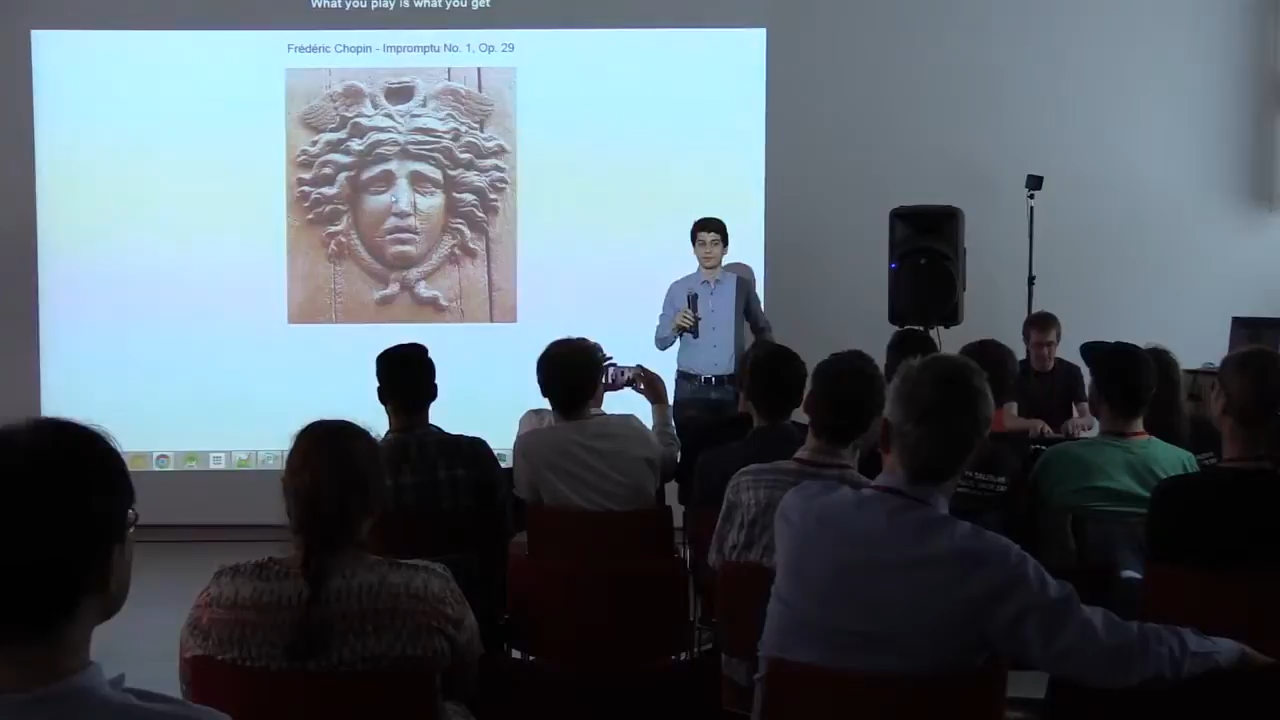 What you play is what you get
Frédéric Chopin - Impromptu No. 1, Op. 29